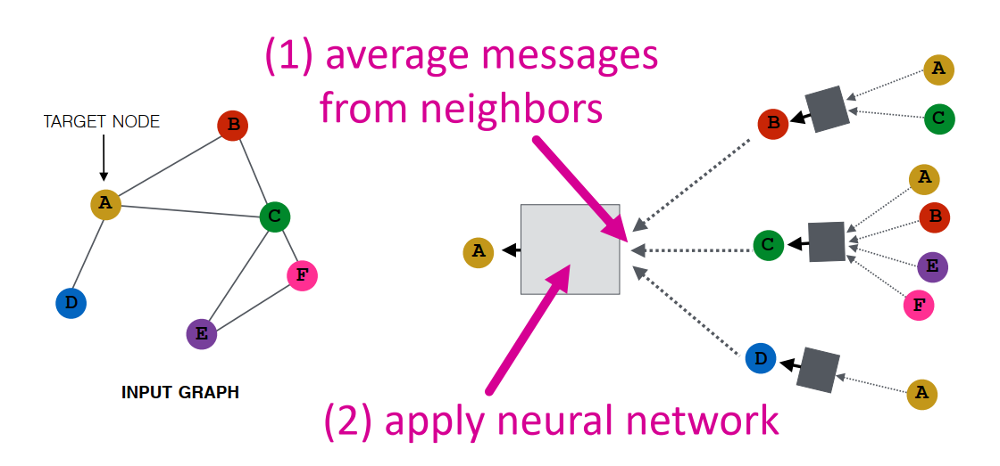 (1) average messages
from neighbors
TARGET NODE
B
A
C
F
D
E
INPUT GRAPH
A
B
C
D
A
C
A
B
E
F
A
(2) apply neural network